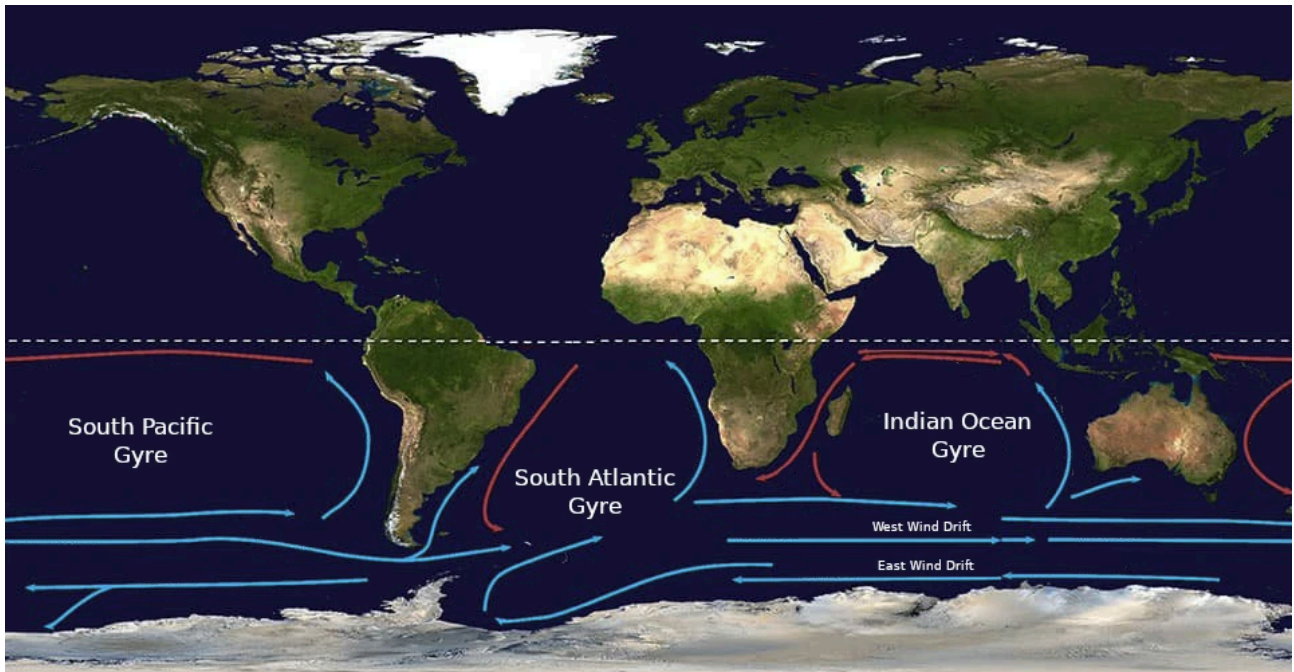 South Pacific
Gyre
South Atlantic
Gyre
Indian Ocean
Gyre
West Wind Drift
East Wind Drift